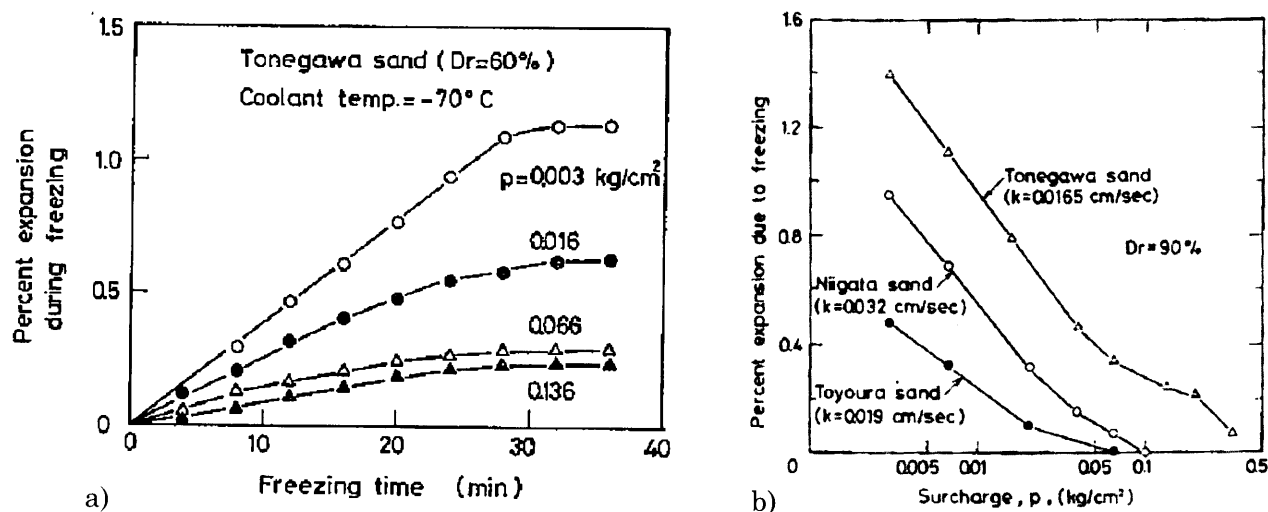 1.5
1.0
0.5
0
Percent expansion
during freezing
Tonegawa sand (Dr=60%)
Coolant temp.= -70° C
p=0.003 kg/cm²
0.016
0.066
0.136
0
10
20
30
40
Freezing time (min)
a)
1.6
1.2
0.8
0.4
0
Percent expansion due to freezing
Tonegawa sand
(k=0.0165 cm/sec)
Dr=90%
Niigata sand
(k=0.032 cm/sec)
Toyoura sand
(k=0.019 cm/sec)
0.005
0.01
0.05
0.1
0.5
Surcharge, p, (kg/cm²)
b)